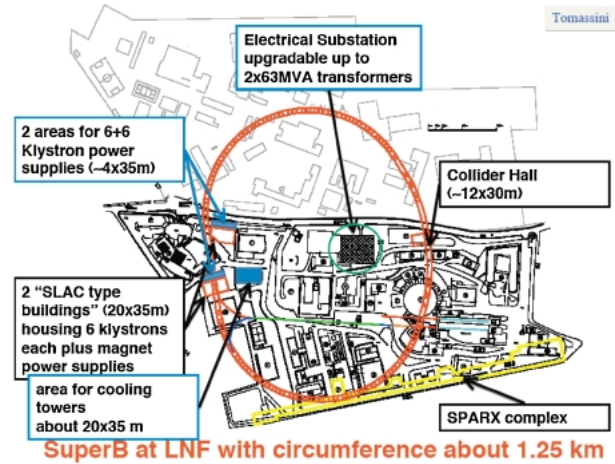 Tomassini
Electrical Substation
upgradable up to
2x63MVA transformers
2 areas for 6+6
Klystron power
supplies (~4x35m)
Collider Hall
(~12x30m)
2 “SLAC type
buildings” (20x35m)
housing 6 klystrons
each plus magnet
power supplies
area for cooling
towers
about 20x35 m
SPARX complex
SuperB at LNF with circumference about 1.25 km